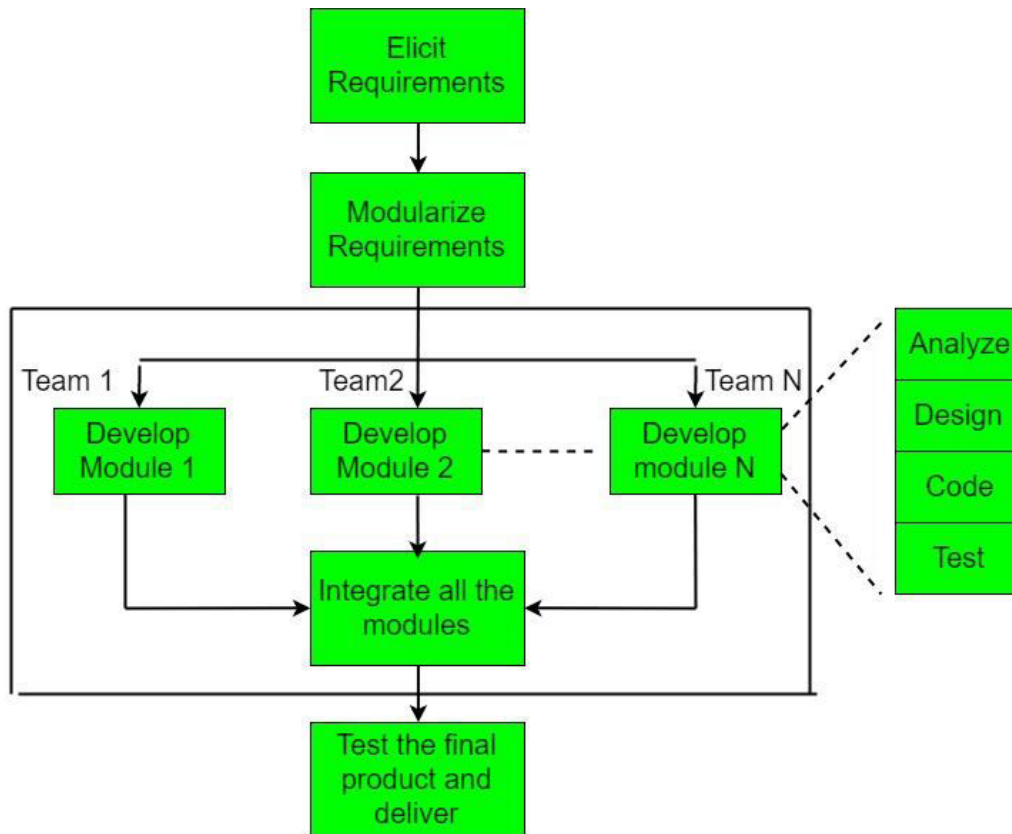 Elicit
Requirements
Modularize
Requirements
Team 1
Team2
Team N
Develop
Module 1
Develop
Module 2
Develop
module N
Analyze
Design
Code
Test
Integrate all the
modules
Test the final
product and
deliver